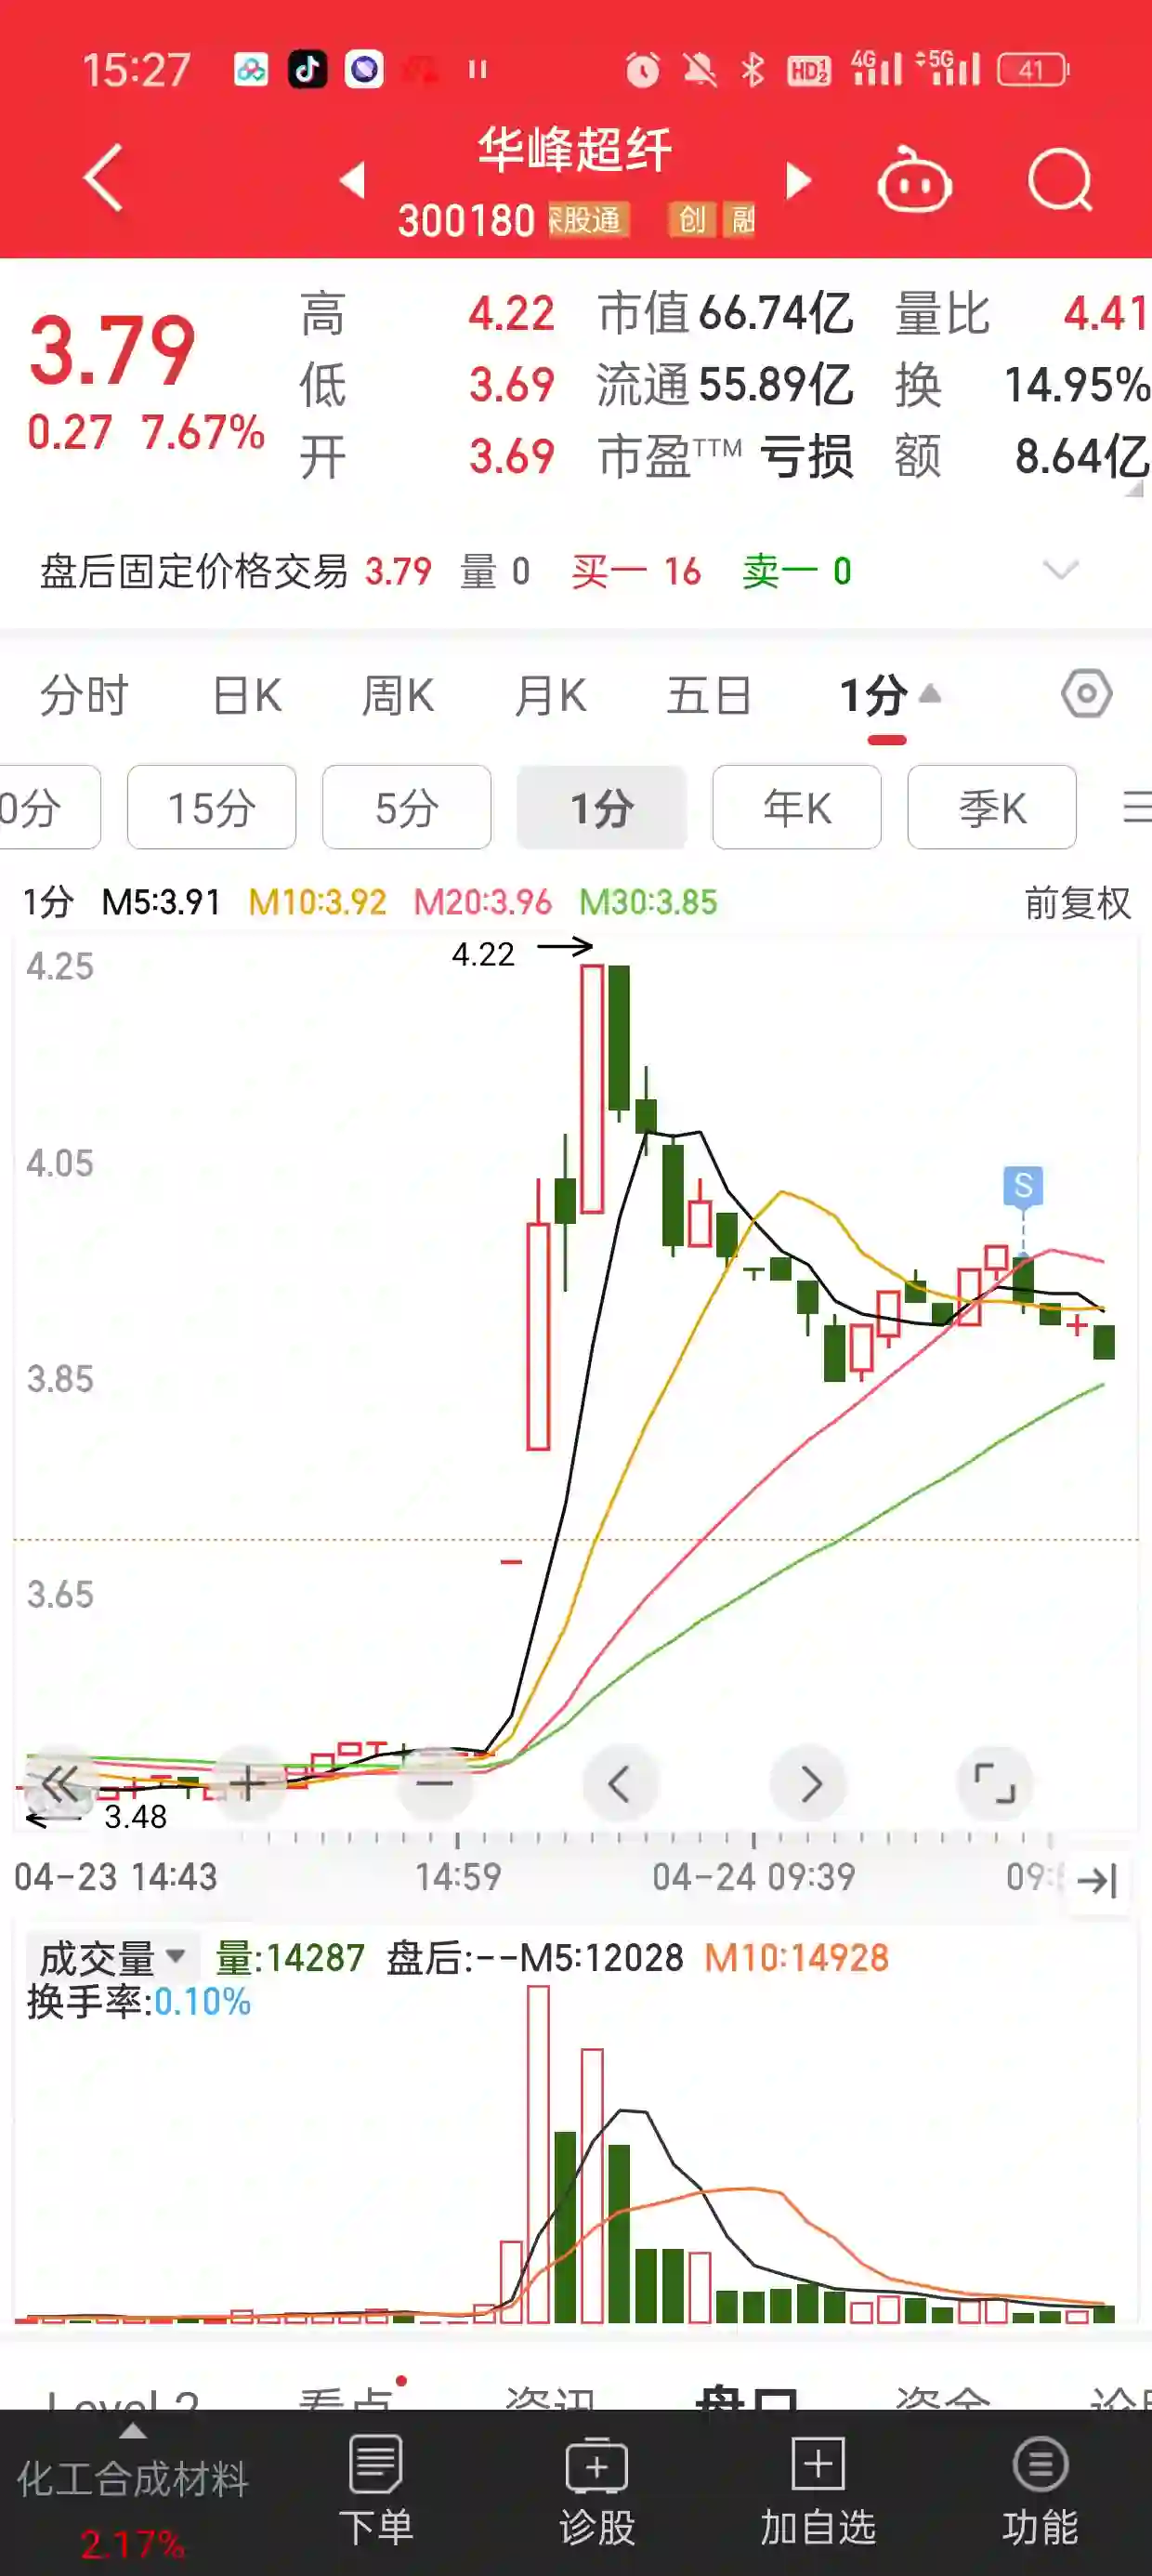 15:27 HD 1 2 4G 5G 41
华峰超纤
300180 深股通 创 融
3.79
0.27 7.67%
高 4.22 市值 66.74亿 量比 4.41
低 3.69 流通 55.89亿 换 14.95%
开 3.69 市盈TTM 亏损 额 8.64亿
盘后固定价格交易 3.79 量 0 买一 16 卖一 0
分时 日K 周K 月K 五日 1分
0分 15分 5分 1分 年K 季K
1分 M5:3.91 M10:3.92 M20:3.96 M30:3.85 前复权
4.22
4.25
4.05
S
3.85
3.65
3.48
04-23 14:43 14:59 04-24 09:39 09:
成交量 量:14287 盘后:--M5:12028 M10:14928
换手率:0.10%
Level 2 看点 资讯 盘口 资金
化工合成材料
2.17%
下单 诊股 加自选 功能